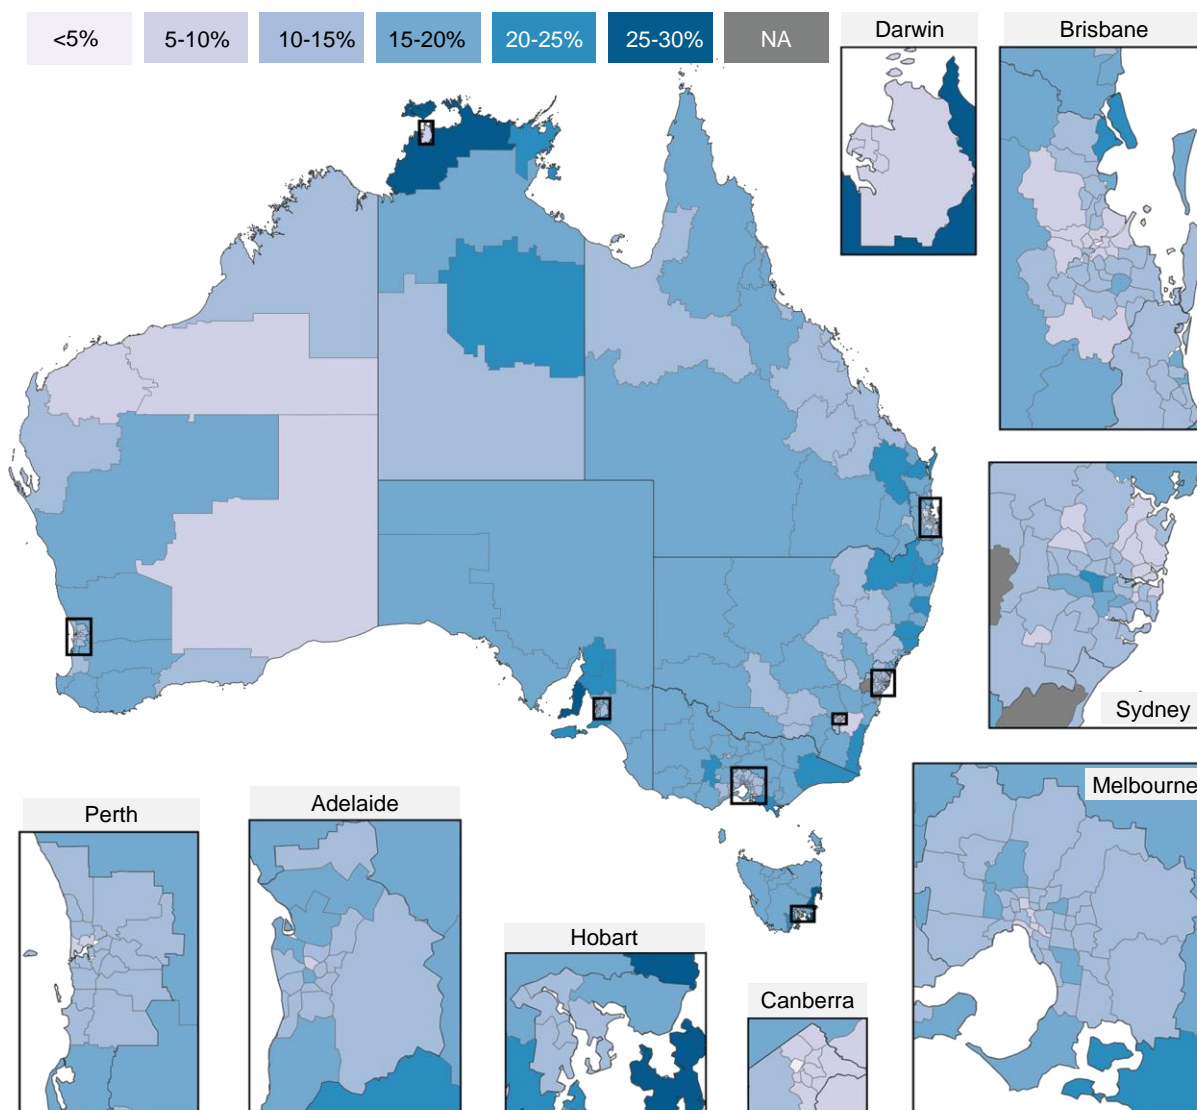 <5% 5-10% 10-15% 15-20% 20-25% 25-30% NA
Darwin
Brisbane
Sydney
Melbourne
Perth
Adelaide
Hobart
Canberra